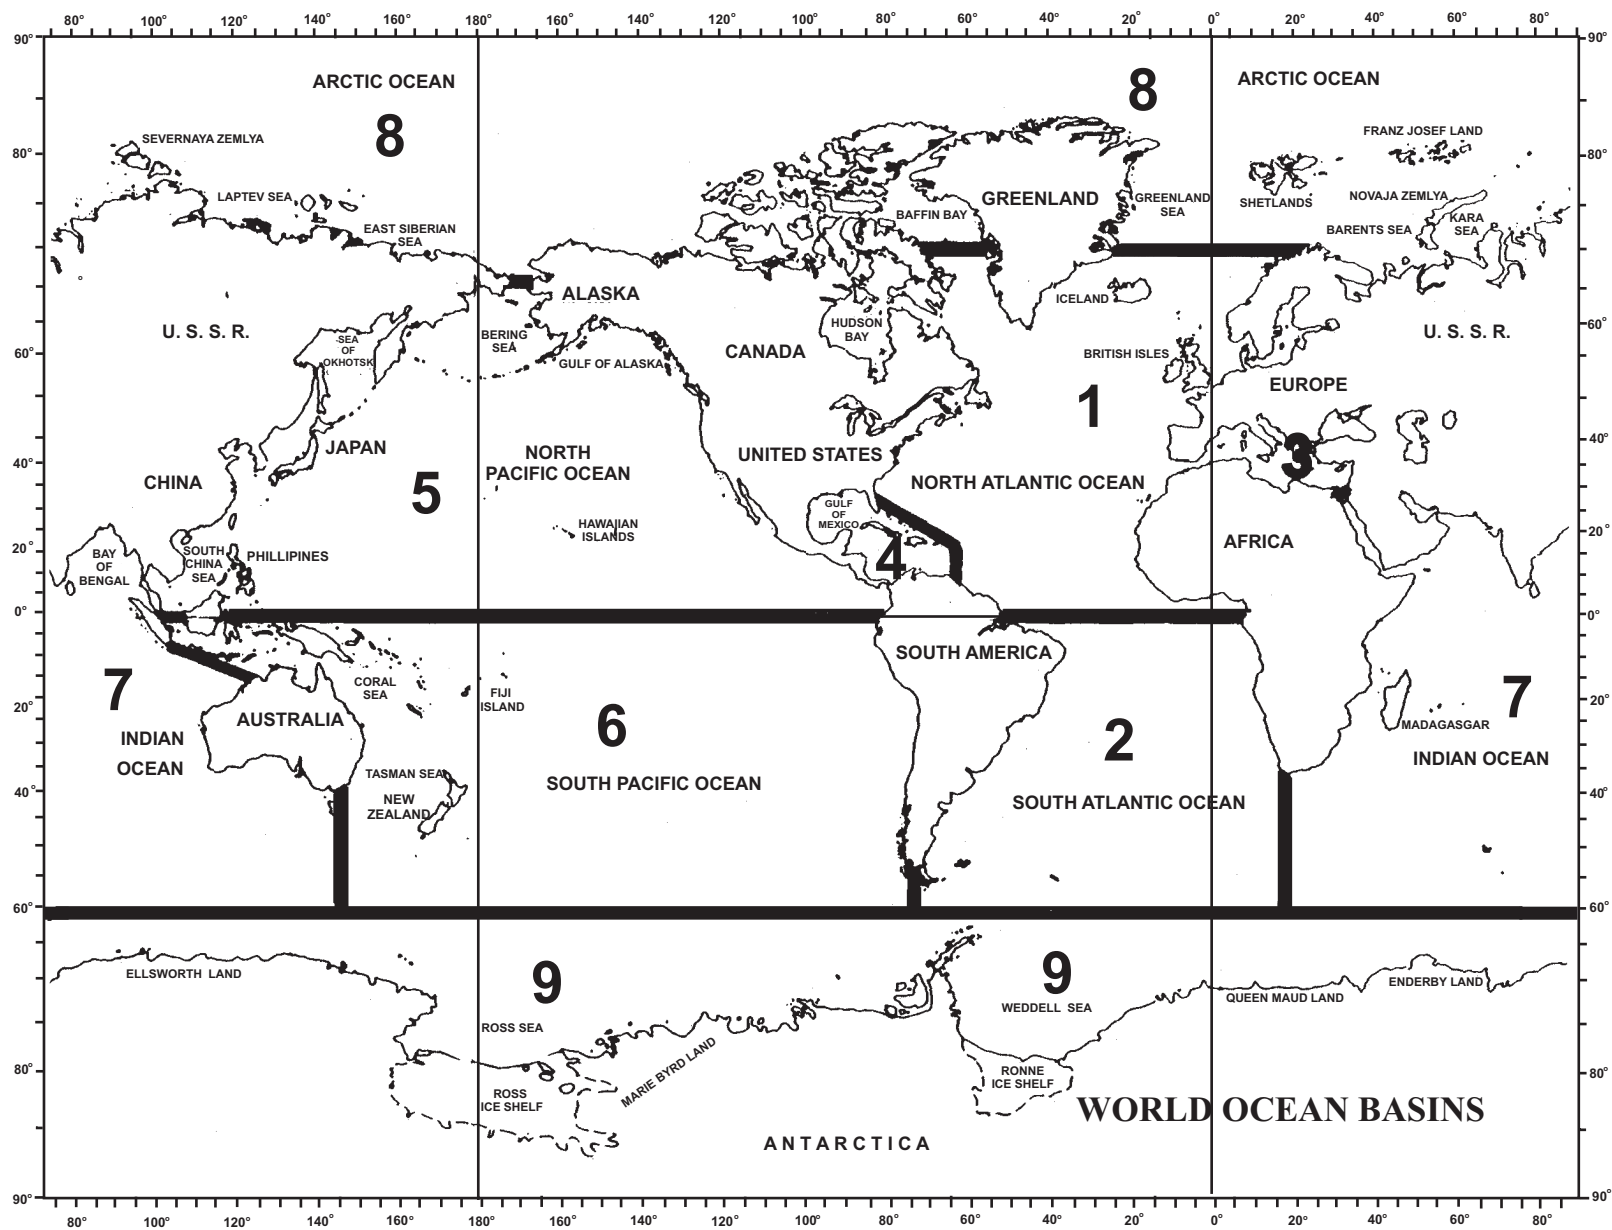 80° 100° 120° 140° 160° 180° 160° 140° 120° 100° 80° 60° 40° 20° 0° 20° 40° 60° 80°
90° 90°
ARCTIC OCEAN 8 ARCTIC OCEAN
8
SEVERNAYA ZEMLYA FRANZ JOSEF LAND
80° 80°
LAPTEV SEA GREENLAND GREENLAND SEA SHETLANDS NOVAJA ZEMLYA
EAST SIBERIAN SEA BAFFIN BAY BARENTS SEA KARA SEA
ALASKA ICELAND
U. S. S. R. SEA OF OKHOTSK BERING SEA HUDSON BAY 60° U. S. S. R.
60° GULF OF ALASKA CANADA BRITISH ISLES
EUROPE
1
JAPAN 40°
40° NORTH PACIFIC OCEAN UNITED STATES 3
CHINA 5 NORTH ATLANTIC OCEAN
GULF OF MEXICO
HAWAIIAN ISLANDS 20°
20° BAY OF BENGAL SOUTH CHINA SEA PHILLIPINES 4 AFRICA
0° 0°
SOUTH AMERICA
7 CORAL SEA FIJI ISLAND 7
20° AUSTRALIA 6 2 MADAGASGAR 20°
INDIAN OCEAN INDIAN OCEAN
TASMAN SEA SOUTH PACIFIC OCEAN
40° NEW ZEALAND SOUTH ATLANTIC OCEAN 40°
60° 60°
ELLSWORTH LAND 9 9 ENDERBY LAND
WEDDELL SEA QUEEN MAUD LAND
ROSS SEA
80° MARIE BYRD LAND RONNE ICE SHELF 80°
ROSS ICE SHELF WORLD OCEAN BASINS
ANTARCTICA
90° 90°
80° 100° 120° 140° 160° 180° 160° 140° 120° 100° 80° 60° 40° 20° 0° 20° 40° 60° 80°